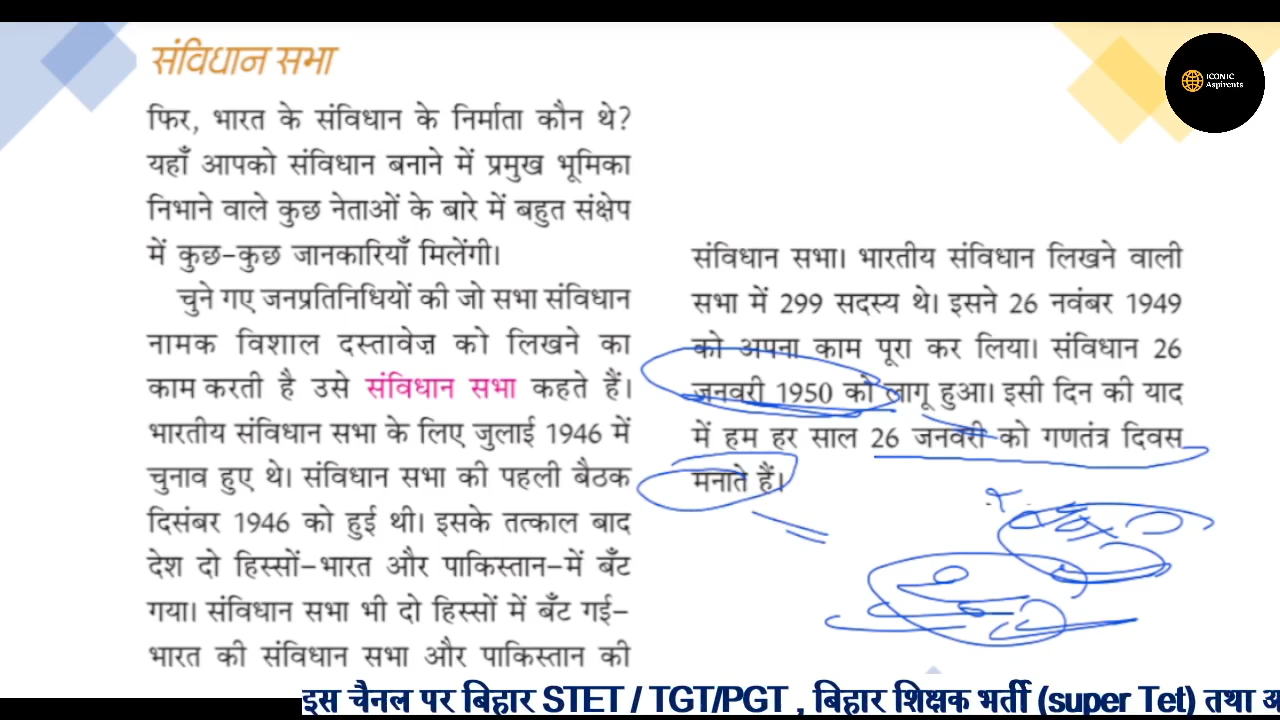 संविधान सभा
फिर, भारत के संविधान के निर्माता कौन थे?
यहाँ आपको संविधान बनाने में प्रमुख भूमिका
निभाने वाले कुछ नेताओं के बारे में बहुत संक्षेप
में कुछ-कुछ जानकारियाँ मिलेंगी।
चुने गए जनप्रतिनिधियों की जो सभा संविधान
नामक विशाल दस्तावेज़ को लिखने का
काम करती है उसे संविधान सभा कहते हैं।
भारतीय संविधान सभा के लिए जुलाई 1946 में
चुनाव हुए थे। संविधान सभा की पहली बैठक
दिसंबर 1946 को हुई थी। इसके तत्काल बाद
देश दो हिस्सों-भारत और पाकिस्तान-में बँट
गया। संविधान सभा भी दो हिस्सों में बँट गई-
भारत की संविधान सभा और पाकिस्तान की
संविधान सभा। भारतीय संविधान लिखने वाली
सभा में 299 सदस्य थे। इसने 26 नवंबर 1949
को अपना काम पूरा कर लिया। संविधान 26
जनवरी 1950 को लागू हुआ। इसी दिन की याद
में हम हर साल 26 जनवरी को गणतंत्र दिवस
मनाते हैं।
ICONIC
Aspirents
इस चैनल पर बिहार STET / TGT/PGT , बिहार शिक्षक भर्ती (super Tet) तथा अ